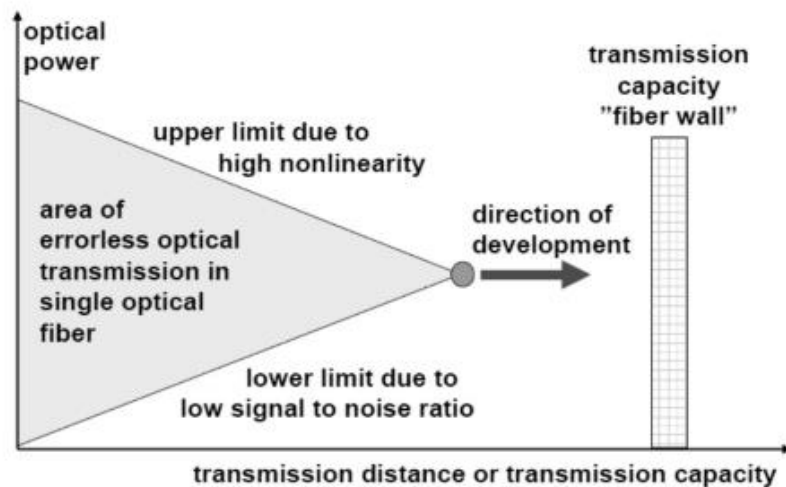 optical
power
transmission
capacity
"fiber wall"
upper limit due to
high nonlinearity
area of
errorless optical
transmission in
single optical
fiber
direction of
development
lower limit due to
low signal to noise ratio
transmission distance or transmission capacity